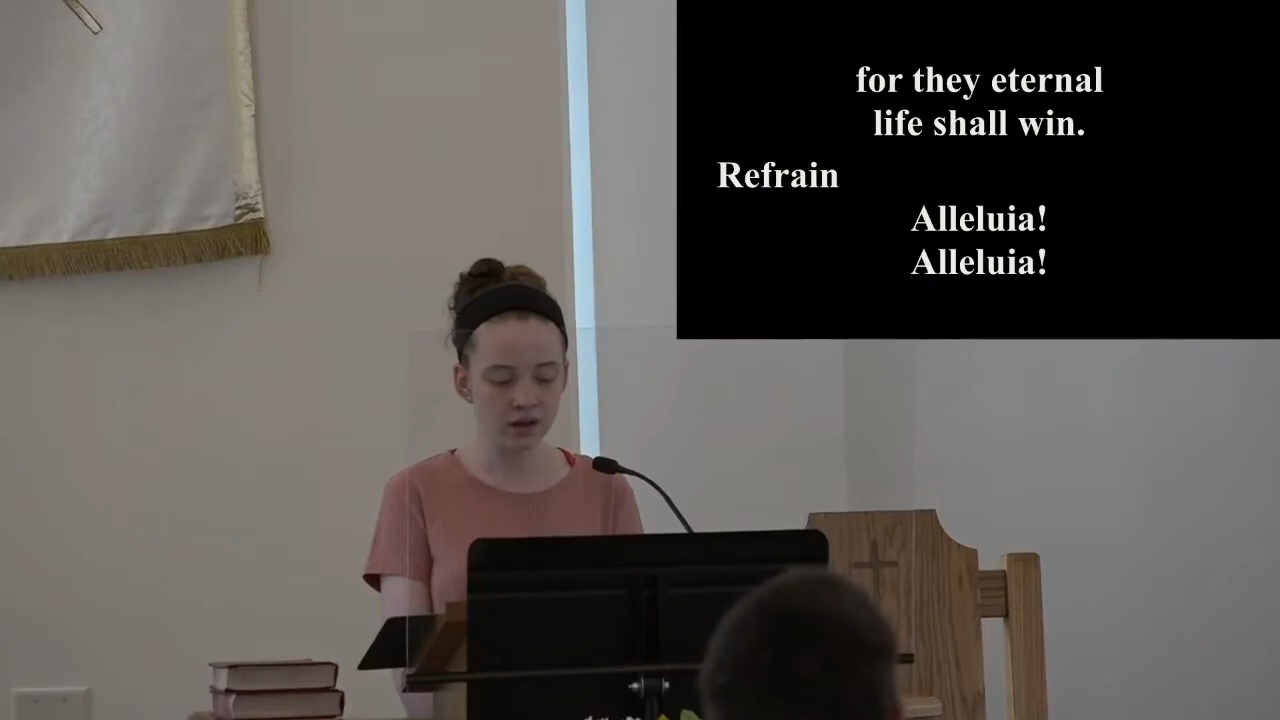 for they eternal
life shall win.
Refrain
Alleluia!
Alleluia!